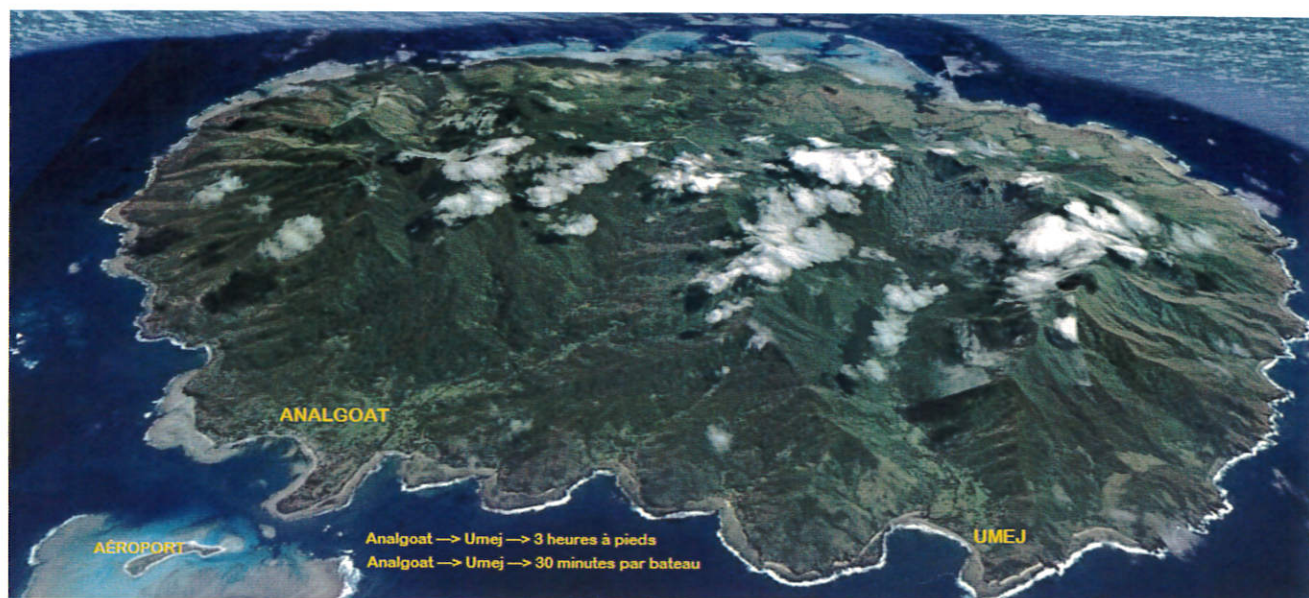 ANALGOAT
AÉROPORT
Analgoat —> Umej —> 3 heures à pieds
Analgoat —> Umej —> 30 minutes par bateau
UMEJ